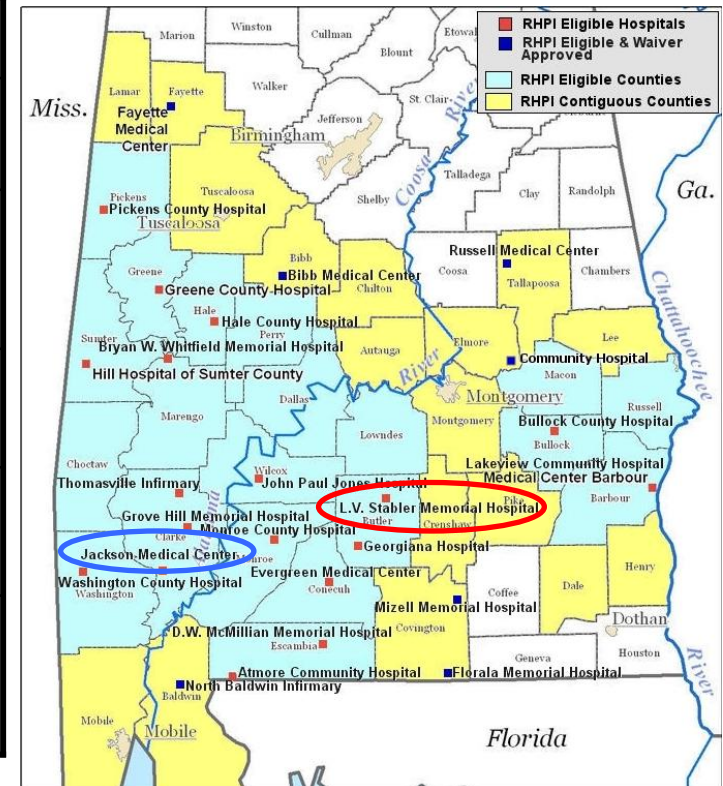 RHPI Eligible Hospitals
RHPI Eligible & Waiver
Approved
RHPI Eligible Counties
RHPI Contiguous Counties
Marion
Winston
Cullman
Etowa
Blount
Miss.
Lamar
Fayette
Walker
St. Clair
River
Fayette
Medical
Center
Jefferson
Birmingham
Coosa
Talladega
Ga.
Pickens
Pickens County Hospital
Tuscaloosa
Tuscaloosa
Shelby
Clay
Randolph
Bibb
Bibb Medical Center
Chilton
Coosa
Russell Medical Center
Tallapoosa
Chambers
Greene
Greene County Hospital
Hale
Hale County Hospital
Perry
Chattahoochee
Sumter
Bryan W. Whitfield Memorial Hospital
Autauga
Elmore
Lee
Hill Hospital of Sumter County
River
Community Hospital
Macon
Dallas
Montgomery
Marengo
Lowndes
Montgomery
Russell
Bullock County Hospital
Bullock
Choctaw
Wilcox
Lakeview Community Hospital
Thomasville Infirmary
John Paul Jones Hospital
Medical Center Barbour
Pike
Barbour
L.V. Stabler Memorial Hospital
Butler
Crenshaw
Grove Hill Memorial Hospital
Monroe County Hospital
Clarke
Jackson Medical Center
Georgiana Hospital
Washington County Hospital
Washington
Evergreen Medical Center
Conecuh
Coffee
Dale
Henry
Mizell Memorial Hospital
Dothan
D.W. McMillian Memorial Hospital
Covington
Escambia
Geneva
Houston
River
Atmore Community Hospital
Florala Memorial Hospital
North Baldwin Infirmary
Baldwin
Mobile
Mobile
Florida